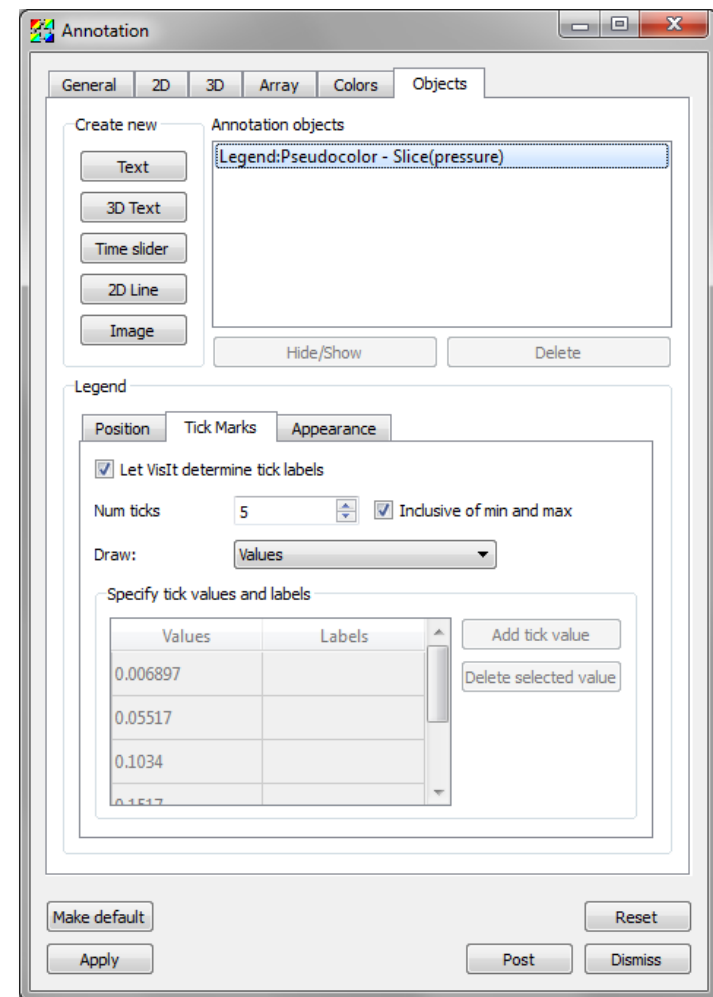 Annotation
General 2D 3D Array Colors Objects
Create new Annotation objects
Legend:Pseudocolor - Slice(pressure)
Text
3D Text
Time slider
2D Line
Image
Hide/Show Delete
Legend
Position Tick Marks Appearance
Let VisIt determine tick labels
Num ticks 5 Inclusive of min and max
Draw: Values
Specify tick values and labels
Values Labels Add tick value
0.006897 Delete selected value
0.05517
0.1034
0.1517
Make default Reset
Apply Post Dismiss